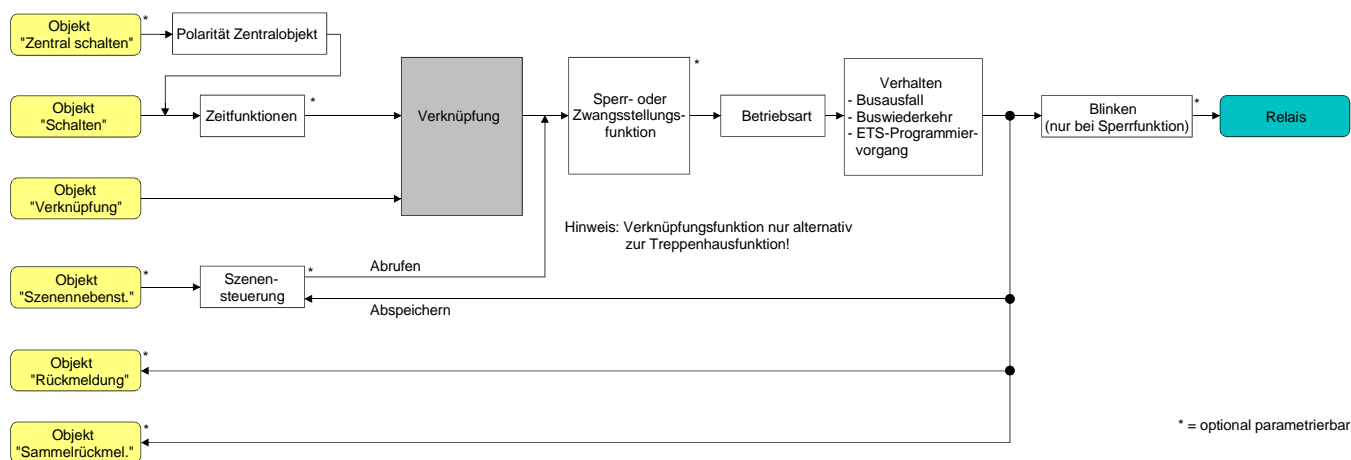 Objekt
"Zentral schalten"
*
Polarität Zentralobjekt
Objekt
"Schalten"
Zeitfunktionen
*
Verknüpfung
Sperr- oder
Zwangsstellungs-
funktion
*
Betriebsart
Verhalten
- Busausfall
- Buswiederkehr
- ETS-Programmier-
vorgang
Blinken
(nur bei Sperrfunktion)
*
Relais
Objekt
"Verknüpfung"
Hinweis: Verknüpfungsfunktion nur alternativ
zur Treppenhausfunktion!
Objekt
"Szenennebenst."
*
Szenen-
steuerung
*
Abrufen
Abspeichern
Objekt
"Rückmeldung"
*
Objekt
"Sammelrückmel."
*
* = optional parametrierbar